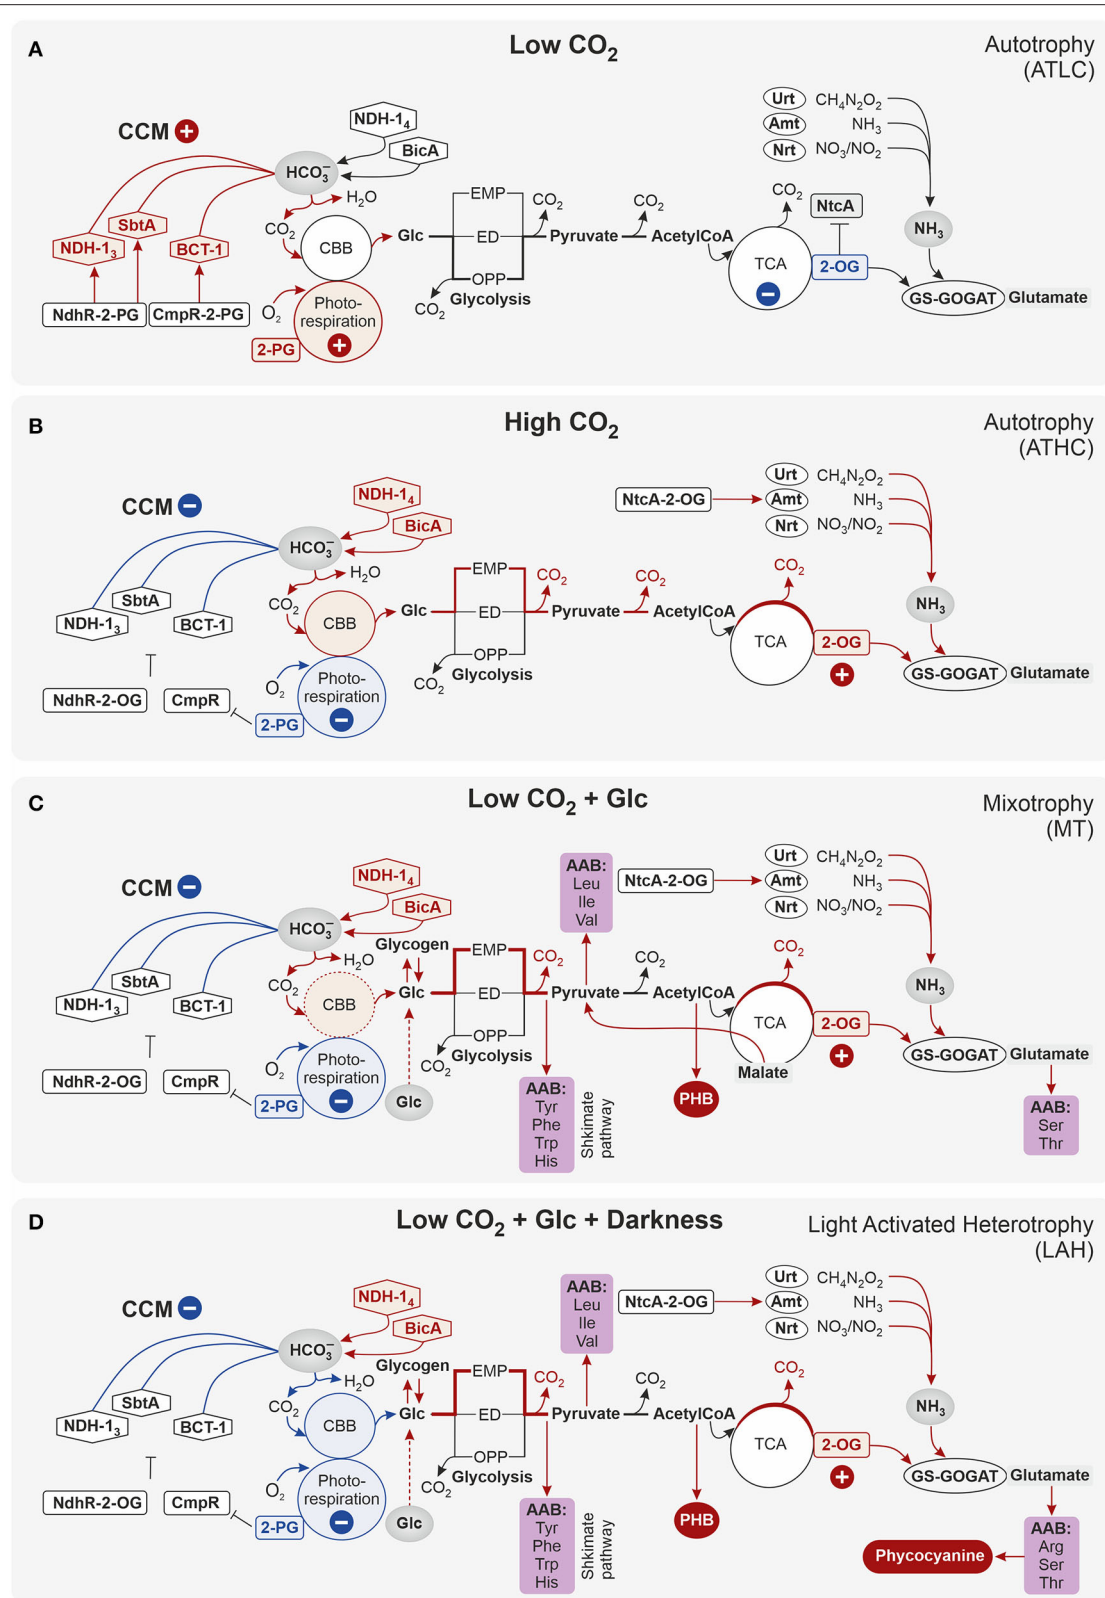 A
Low CO2
Autotrophy
(ATLC)
CCM +
NDH-14
BicA
HCO3−
H2O
SbtA
NDH-13
BCT-1
CO2
CBB
NdhR-2-PG
CmpR-2-PG
O2
Photo-
respiration
+
2-PG
Glc
EMP
ED
OPP
CO2
Glycolysis
CO2
Pyruvate
CO2
AcetylCoA
CO2
TCA
−
NtcA
2-OG
Urt CH4N2O2
Amt NH3
Nrt NO3/NO2
NH3
GS-GOGAT Glutamate
B
High CO2
Autotrophy
(ATHC)
CCM −
NDH-14
BicA
HCO3−
H2O
SbtA
NDH-13
BCT-1
CO2
CBB
NdhR-2-OG
CmpR
O2
Photo-
respiration
−
2-PG
Glc
EMP
ED
OPP
CO2
Glycolysis
CO2
Pyruvate
CO2
AcetylCoA
CO2
TCA
2-OG
+
NtcA-2-OG
Urt CH4N2O2
Amt NH3
Nrt NO3/NO2
NH3
GS-GOGAT Glutamate
C
Low CO2 + Glc
Mixotrophy
(MT)
CCM −
NDH-14
BicA
HCO3−
H2O
SbtA
NDH-13
BCT-1
CO2
CBB
NdhR-2-OG
CmpR
O2
Photo-
respiration
−
2-PG
Glycogen
Glc
Glc
EMP
ED
OPP
CO2
Glycolysis
CO2
AAB:
Leu
Ile
Val
Pyruvate
AAB:
Tyr
Phe
Trp
His
Shkimate
pathway
CO2
AcetylCoA
PHB
CO2
TCA
Malate
2-OG
+
NtcA-2-OG
Urt CH4N2O2
Amt NH3
Nrt NO3/NO2
NH3
GS-GOGAT Glutamate
AAB:
Ser
Thr
D
Low CO2 + Glc + Darkness
Light Activated Heterotrophy
(LAH)
CCM −
NDH-14
BicA
HCO3−
H2O
SbtA
NDH-13
BCT-1
CO2
CBB
NdhR-2-OG
CmpR
O2
Photo-
respiration
−
2-PG
Glycogen
Glc
Glc
EMP
ED
OPP
CO2
Glycolysis
CO2
AAB:
Leu
Ile
Val
Pyruvate
AAB:
Tyr
Phe
Trp
His
Shkimate
pathway
CO2
AcetylCoA
PHB
CO2
TCA
2-OG
+
NtcA-2-OG
Urt CH4N2O2
Amt NH3
Nrt NO3/NO2
NH3
GS-GOGAT Glutamate
AAB:
Arg
Ser
Thr
Phycocyanine